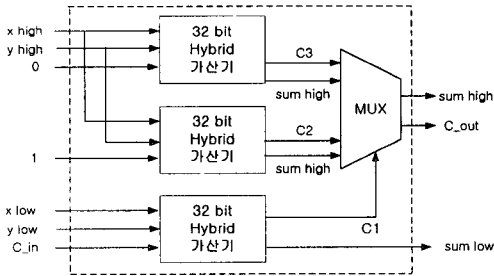 x high
y high
0
32 bit
Hybrid
가산기
C3
sum high
MUX
sum high
C_out
1
32 bit
Hybrid
가산기
C2
sum high
x low
y low
C_in
32 bit
Hybrid
가산기
C1
sum low